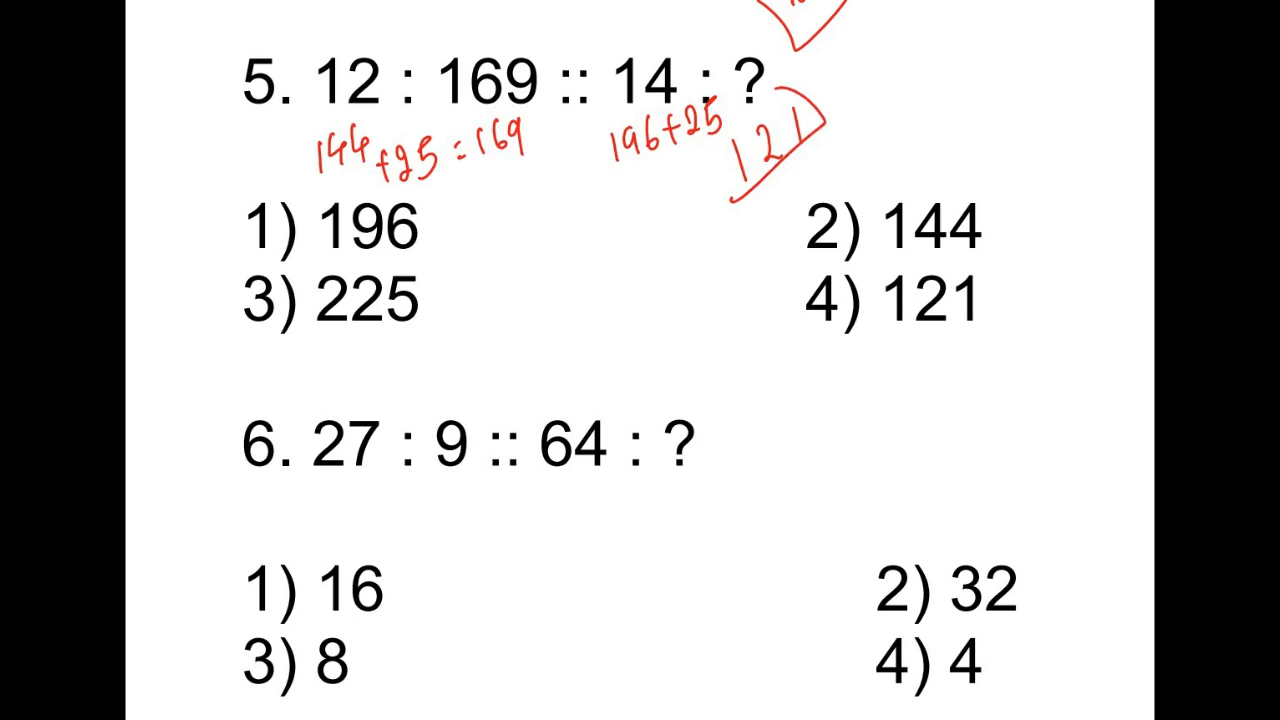 5. 12 : 169 :: 14 : ?
144 +25 = 169 196+25 121
1) 196 2) 144
3) 225 4) 121
6. 27 : 9 :: 64 : ?
1) 16 2) 32
3) 8 4) 4